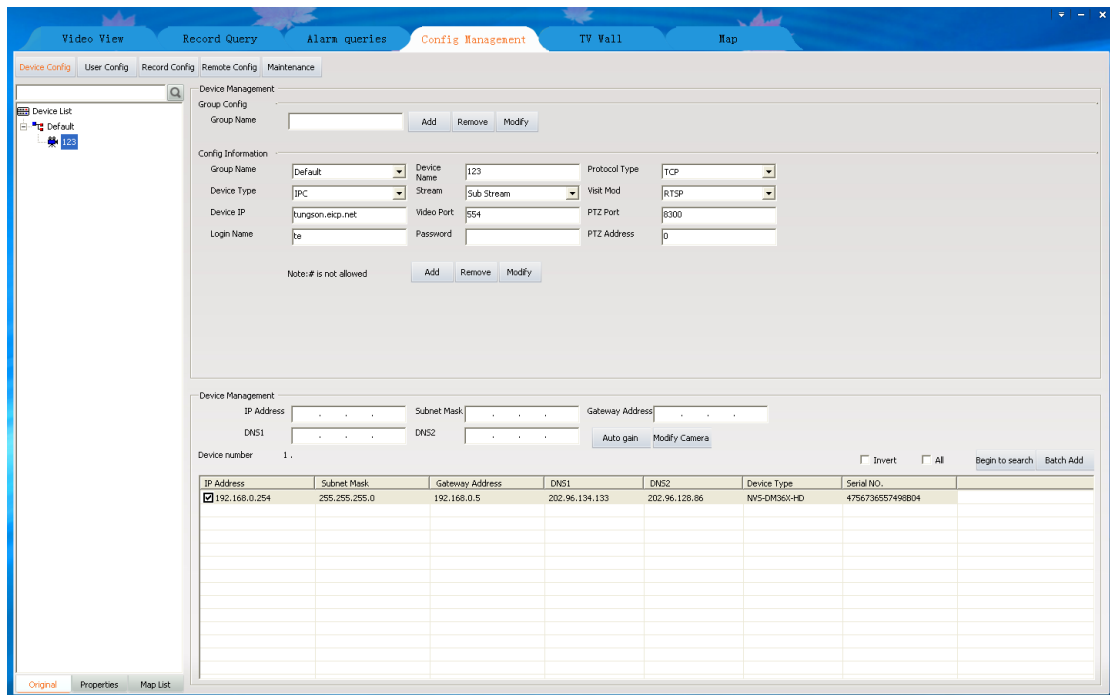 Video View Record Query Alarm queries Config Management TV Wall Map
Device Config User Config Record Config Remote Config Maintenance
Device List
Default
123
Device Management
Group Config
Group Name Add Remove Modify
Config Information
Group Name Default Device Name 123 Protocol Type TCP
Device Type IPC Stream Sub Stream Visit Mod RTSP
Device IP tungson.eicp.net Video Port 554 PTZ Port 8300
Login Name te Password PTZ Address 0
Note:# is not allowed Add Remove Modify
Device Management
IP Address . . . Subnet Mask . . . Gateway Address . . .
DNS1 . . . DNS2 . . . Auto gain Modify Camera
Device number 1 .
Invert All Begin to search Batch Add
IP Address Subnet Mask Gateway Address DNS1 DNS2 Device Type Serial NO.
192.168.0.254 255.255.255.0 192.168.0.5 202.96.134.133 202.96.128.86 NVS-DM36X-HD 4756736557498B04
Original Properties Map List